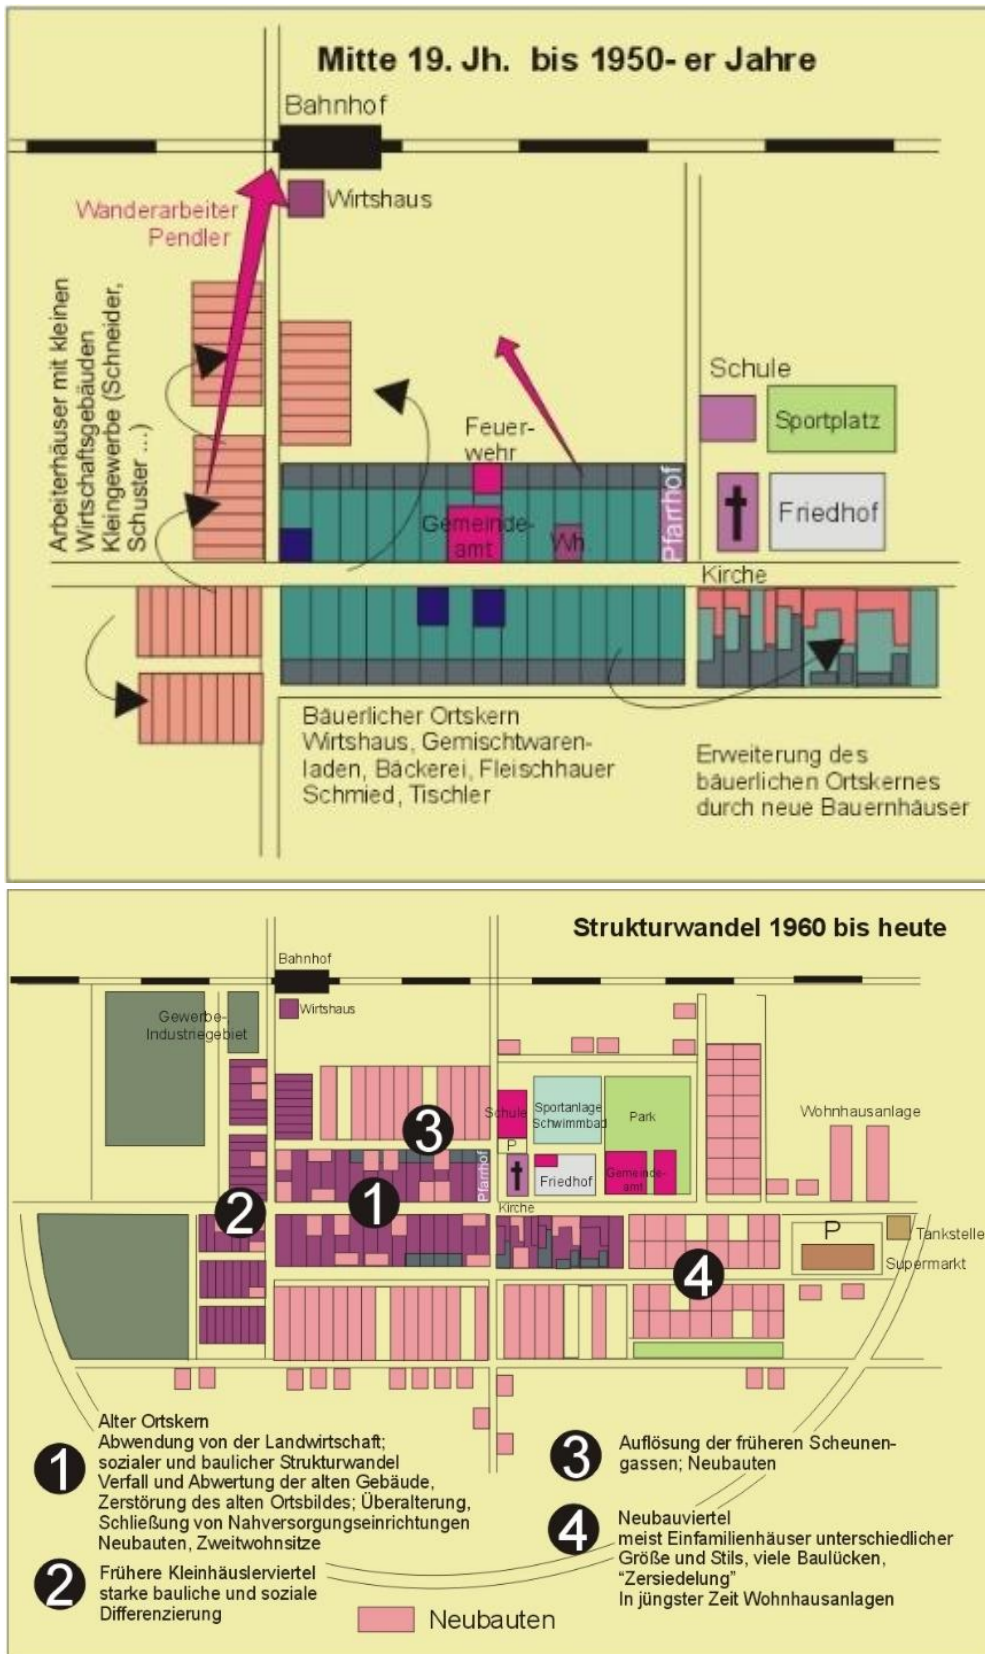 Mitte 19. Jh. bis 1950-er Jahre
Bahnhof
Wirtshaus
Wanderarbeiter
Pendler
Arbeiterhäuser mit kleinen
Wirtschaftsgebäuden
Kleingewerbe (Schneider,
Schuster ...)
Schule
Sportplatz
Feuer-
wehr
Gemeinde-
amt
Wh.
Pfarrhof
Friedhof
Kirche
Bäuerlicher Ortskern
Wirtshaus, Gemischtwaren-
laden, Bäckerei, Fleischhauer
Schmied, Tischler
Erweiterung des
bäuerlichen Ortskernes
durch neue Bauernhäuser
Strukturwandel 1960 bis heute
Bahnhof
Wirtshaus
Gewerbe-
Industriegebiet
Schule
Sportanlage
Schwimmbad
Park
Wohnhausanlage
3
P
Pfarrhof
Friedhof
Gemeinde-
amt
2
1
Kirche
P
Tankstelle
Supermarkt
4
1
Alter Ortskern
Abwendung von der Landwirtschaft;
sozialer und baulicher Strukturwandel
Verfall und Abwertung der alten Gebäude,
Zerstörung des alten Ortsbildes; Überalterung,
Schließung von Nahversorgungseinrichtungen
Neubauten, Zweitwohnsitze
2
Frühere Kleinhäuslerviertel
starke bauliche und soziale
Differenzierung
3
Auflösung der früheren Scheunen-
gassen; Neubauten
4
Neubauviertel
meist Einfamilienhäuser unterschiedlicher
Größe und Stils, viele Baulücken,
"Zersiedelung"
In jüngster Zeit Wohnhausanlagen
Neubauten